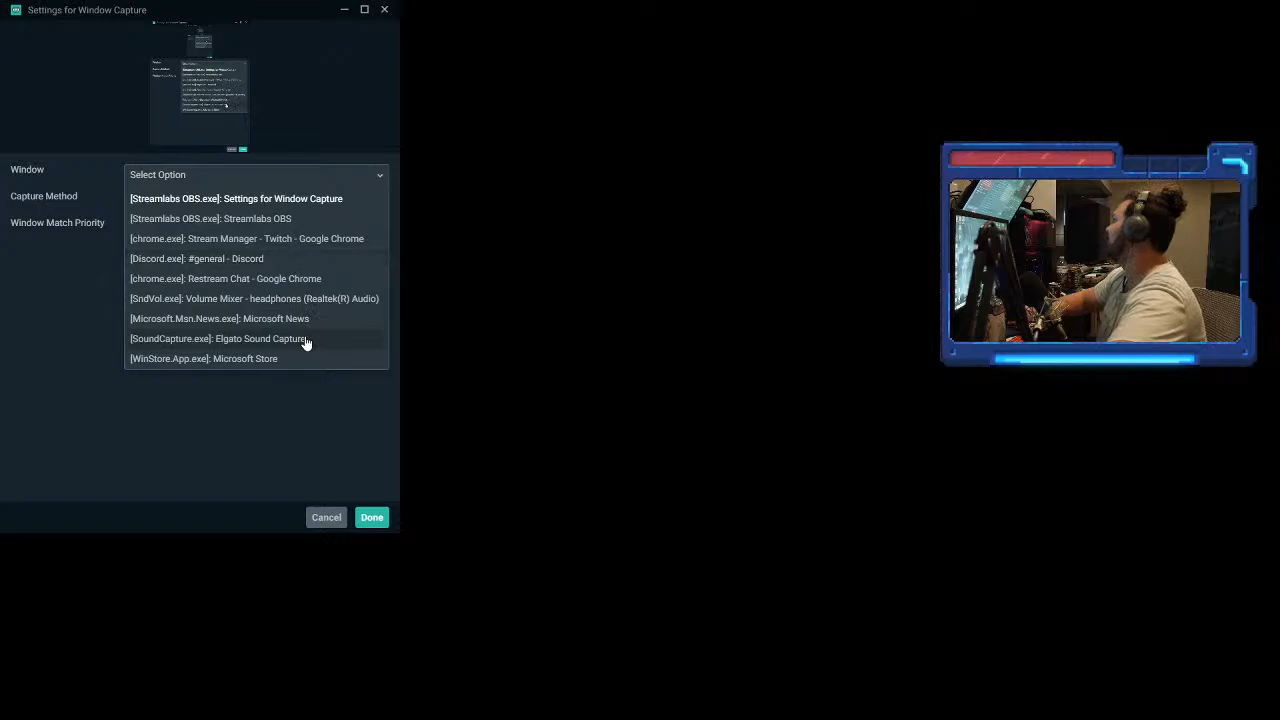 Settings for Window Capture
Window
Select Option
Capture Method
Window Match Priority
[Streamlabs OBS.exe]: Settings for Window Capture
[Streamlabs OBS.exe]: Streamlabs OBS
[chrome.exe]: Stream Manager - Twitch - Google Chrome
[Discord.exe]: #general - Discord
[chrome.exe]: Restream Chat - Google Chrome
[SndVol.exe]: Volume Mixer - headphones (Realtek(R) Audio)
[Microsoft.Msn.News.exe]: Microsoft News
[SoundCapture.exe]: Elgato Sound Capture
[WinStore.App.exe]: Microsoft Store
Cancel
Done